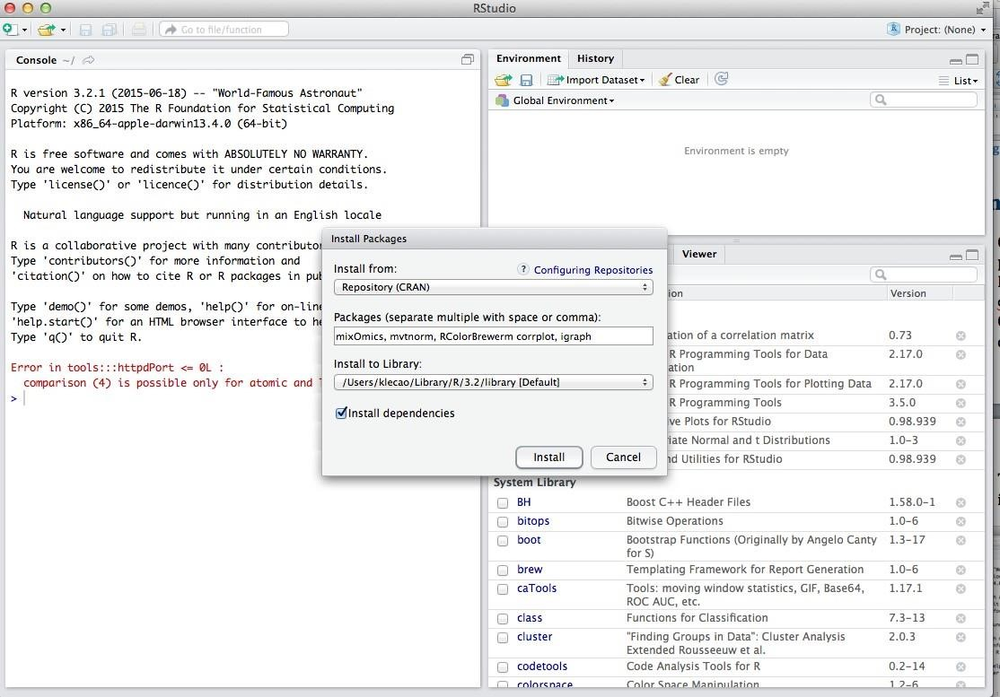 RStudio
Go to file/function
Project: (None)
Console ~/
R version 3.2.1 (2015-06-18) -- "World-Famous Astronaut"
Copyright (C) 2015 The R Foundation for Statistical Computing
Platform: x86_64-apple-darwin13.4.0 (64-bit)
R is free software and comes with ABSOLUTELY NO WARRANTY.
You are welcome to redistribute it under certain conditions.
Type 'license()' or 'licence()' for distribution details.
Natural language support but running in an English locale
R is a collaborative project with many contributor
Type 'contributors()' for more information and
'citation()' on how to cite R or R packages in pub
Type 'demo()' for some demos, 'help()' for on-line
'help.start()' for an HTML browser interface to he
Type 'q()' to quit R.
Error in tools:::httpdPort <= 0L :
comparison (4) is possible only for atomic and
>
Environment History
Import Dataset Clear List
Global Environment
Environment is empty
Install Packages
Install from: ? Configuring Repositories
Repository (CRAN)
Packages (separate multiple with space or comma):
mixOmics, mvtnorm, RColorBrewerm corrplot, igraph
Install to Library:
/Users/klecao/Library/R/3.2/library [Default]
Install dependencies
Install Cancel
Viewer
ion Version
ation of a correlation matrix 0.73
R Programming Tools for Data 2.17.0
ation
R Programming Tools for Plotting Data 2.17.0
R Programming Tools 3.5.0
ve Plots for RStudio 0.98.939
iate Normal and t Distributions 1.0-3
nd Utilities for RStudio 0.98.939
System Library
BH Boost C++ Header Files 1.58.0-1
bitops Bitwise Operations 1.0-6
boot Bootstrap Functions (Originally by Angelo Canty 1.3-17
for S)
brew Templating Framework for Report Generation 1.0-6
caTools Tools: moving window statistics, GIF, Base64, 1.17.1
ROC AUC, etc.
class Functions for Classification 7.3-13
cluster "Finding Groups in Data": Cluster Analysis 2.0.3
Extended Rousseeuw et al.
codetools Code Analysis Tools for R 0.2-14
colorspace Color Space Manipulation 1.2-6